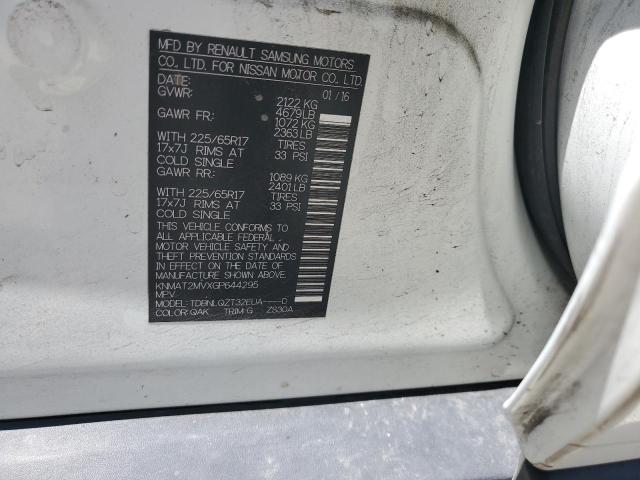 MFD BY RENAULT SAMSUNG MOTORS
CO., LTD. FOR NISSAN MOTOR CO., LTD.
DATE: 01/16
GVWR: 2122 KG
4679 LB
GAWR FR: 1072 KG
2363 LB
WITH 225/65R17 TIRES
17x7J RIMS AT 33 PSI
COLD SINGLE
GAWR RR: 1089 KG
2401 LB
WITH 225/65R17 TIRES
17x7J RIMS AT 33 PSI
COLD SINGLE
THIS VEHICLE CONFORMS TO
ALL APPLICABLE FEDERAL
MOTOR VEHICLE SAFETY AND
THEFT PREVENTION STANDARDS
IN EFFECT ON THE DATE OF
MANUFACTURE SHOWN ABOVE.
KNMAT2MVXGP644295
MPV
MODEL: TDBNLQZT32EUA----D
COLOR: QAK TRIM: G ZS30A